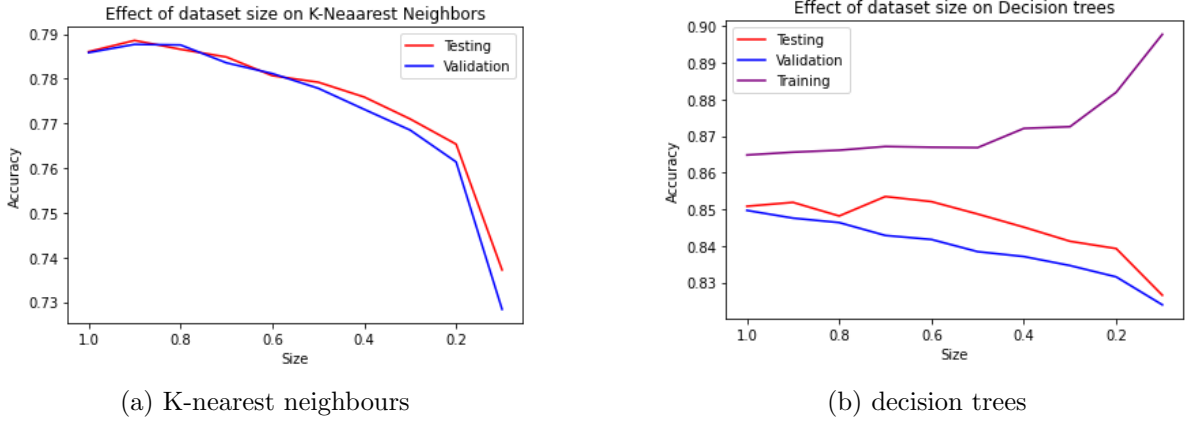 Effect of dataset size on K-Neaarest Neighbors
0.79
0.78
0.77
0.76
0.75
0.74
0.73
Accuracy
Testing
Validation
1.0 0.8 0.6 0.4 0.2
Size
(a) K-nearest neighbours
Effect of dataset size on Decision trees
0.90
0.89
0.88
0.87
0.86
0.85
0.84
0.83
Accuracy
Testing
Validation
Training
1.0 0.8 0.6 0.4 0.2
Size
(b) decision trees